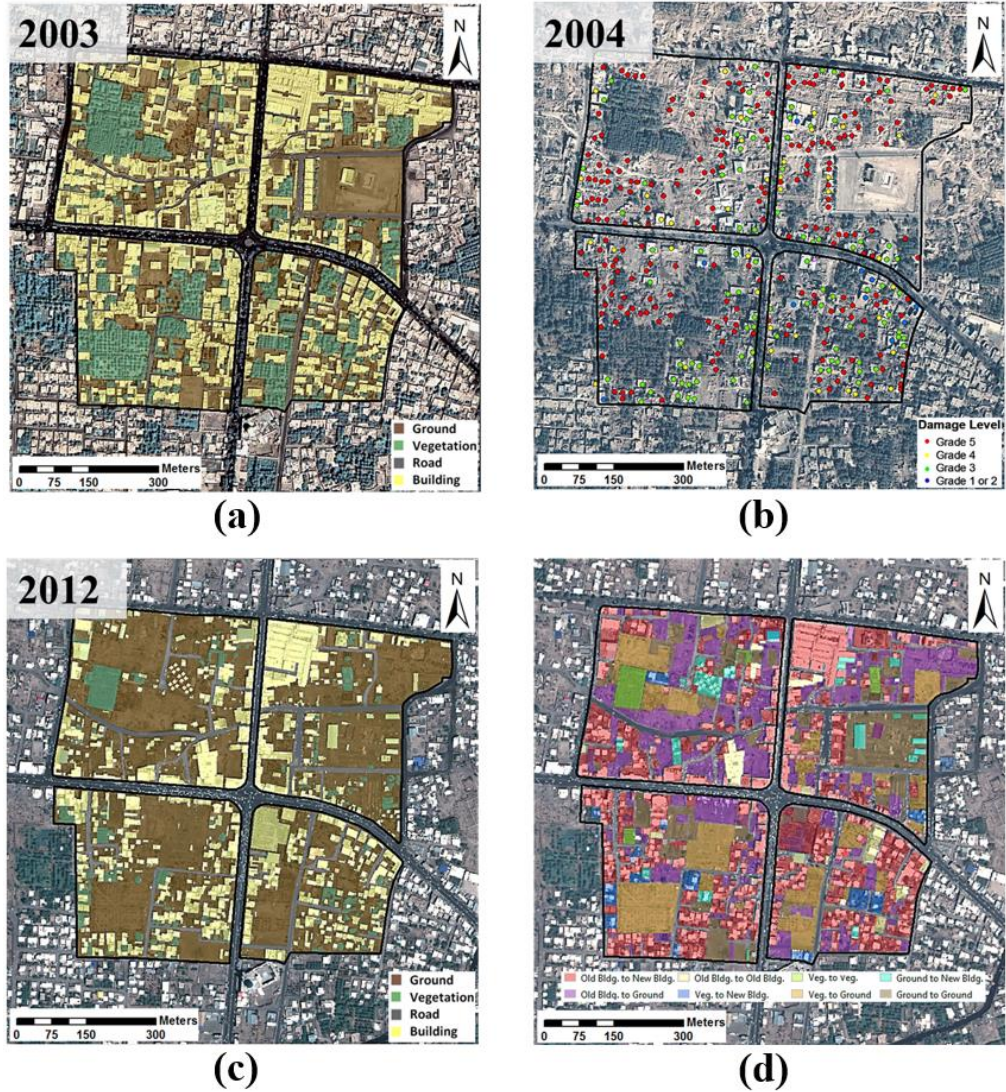 2003
N
Ground
Vegetation
Road
Building
Meters
0 75 150 300
(a)
2004
N
Damage Level
Grade 5
Grade 4
Grade 3
Grade 1 or 2
Meters
0 75 150 300
(b)
2012
N
Ground
Vegetation
Road
Building
Meters
0 75 150 300
(c)
N
Old Bldg. to New Bldg. Old Bldg. to Old Bldg. Veg. to veg. Ground to New Bldg.
Old Bldg. to Ground Veg. to New Bldg. Veg. to Ground Ground to Ground
Meters
0 75 150 300
(d)